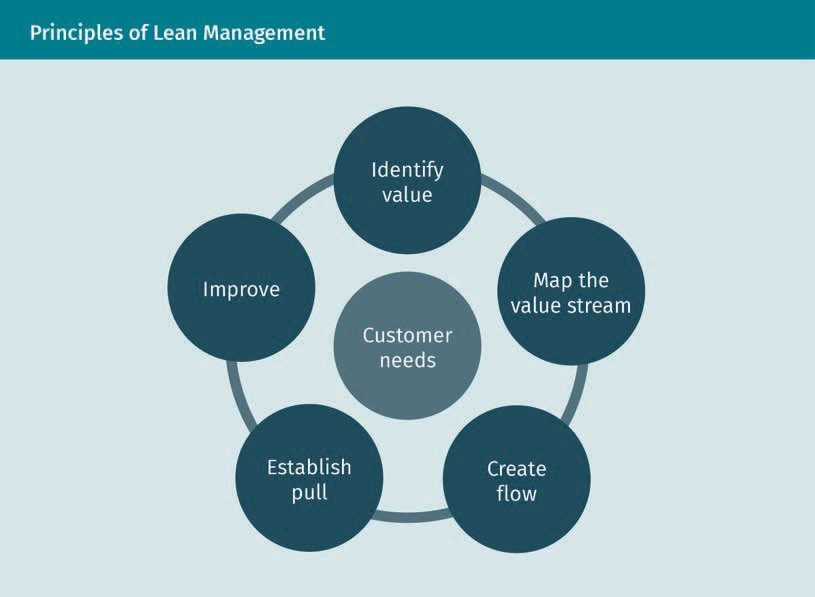 Principles of Lean Management
Identify
value
Map the
value stream
Create
flow
Establish
pull
Improve
Customer
needs